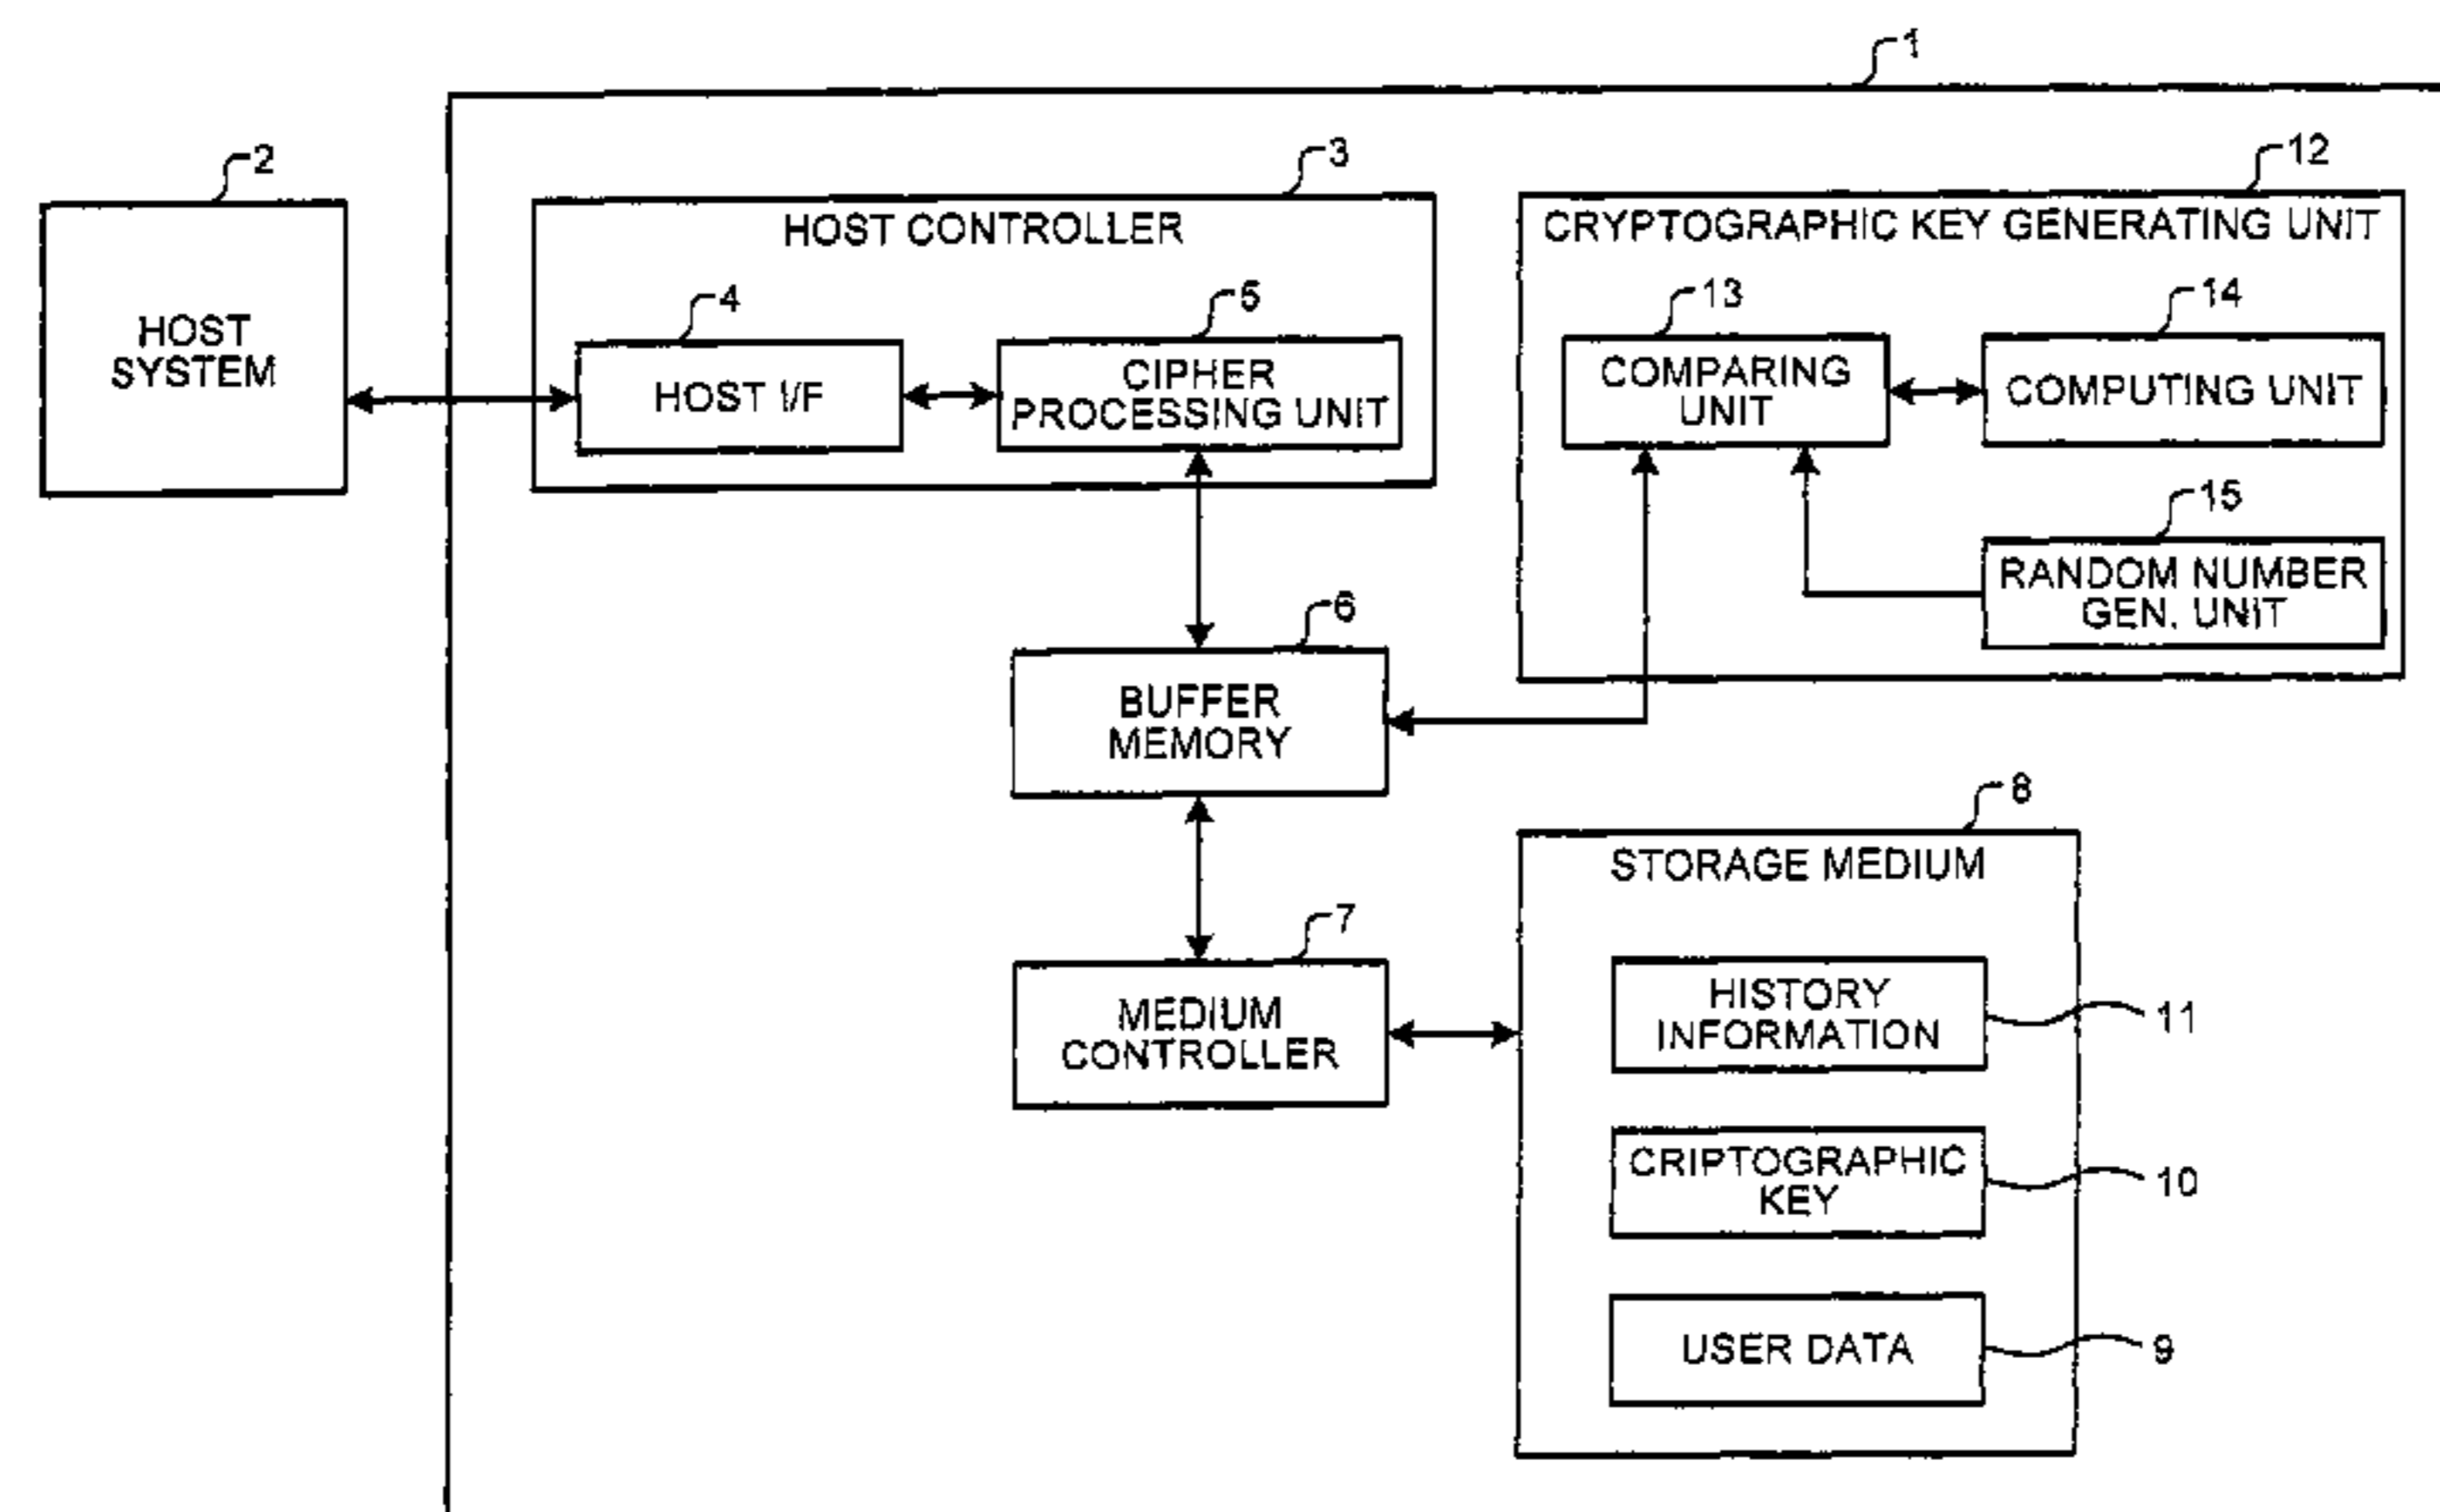 1
2
HOST
SYSTEM
3
HOST CONTROLLER
4
HOST I/F
5
CIPHER
PROCESSING UNIT
12
CRYPTOGRAPHIC KEY GENERATING UNIT
13
COMPARING
UNIT
14
COMPUTING UNIT
15
RANDOM NUMBER
GEN. UNIT
6
BUFFER
MEMORY
7
MEDIUM
CONTROLLER
8
STORAGE MEDIUM
HISTORY
INFORMATION
11
CRIPTOGRAPHIC
KEY
10
USER DATA
9